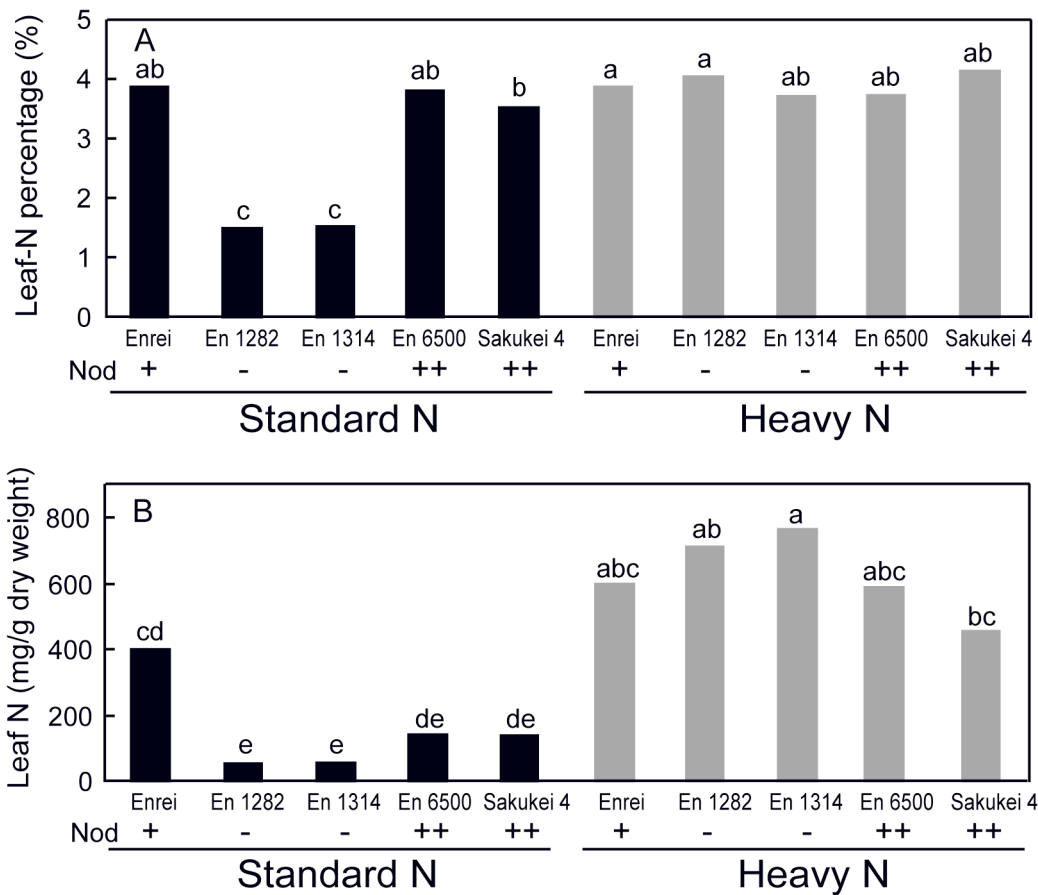 Leaf-N percentage (%)
5
4
3
2
1
0
A
ab
c
c
ab
b
a
a
ab
ab
ab
Enrei En 1282 En 1314 En 6500 Sakukei 4 Enrei En 1282 En 1314 En 6500 Sakukei 4
Nod + - - ++ ++ + - - ++ ++
Standard N Heavy N
Leaf N (mg/g dry weight)
800
600
400
200
0
B
cd
e
e
de
de
abc
ab
a
abc
bc
Enrei En 1282 En 1314 En 6500 Sakukei 4 Enrei En 1282 En 1314 En 6500 Sakukei 4
Nod + - - ++ ++ + - - ++ ++
Standard N Heavy N